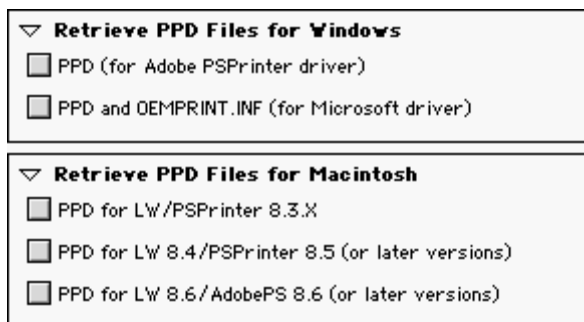 Retrieve PPD Files for Windows
PPD (for Adobe PSPrinter driver)
PPD and OEMPRINT.INF (for Microsoft driver)
Retrieve PPD Files for Macintosh
PPD for LW/PSPrinter 8.3.X
PPD for LW 8.4/PSPrinter 8.5 (or later versions)
PPD for LW 8.6/AdobePS 8.6 (or later versions)